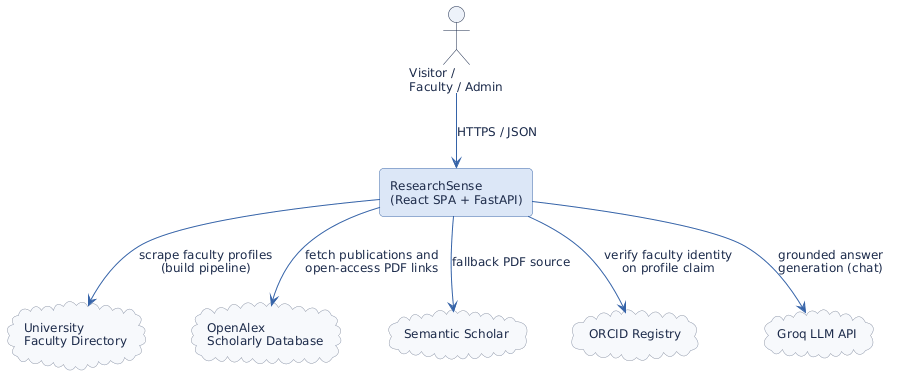 Visitor /
Faculty / Admin
HTTPS / JSON
ResearchSense
(React SPA + FastAPI)
scrape faculty profiles
(build pipeline)
fetch publications and
open-access PDF links
fallback PDF source
verify faculty identity
on profile claim
grounded answer
generation (chat)
University
Faculty Directory
OpenAlex
Scholarly Database
Semantic Scholar
ORCID Registry
Groq LLM API